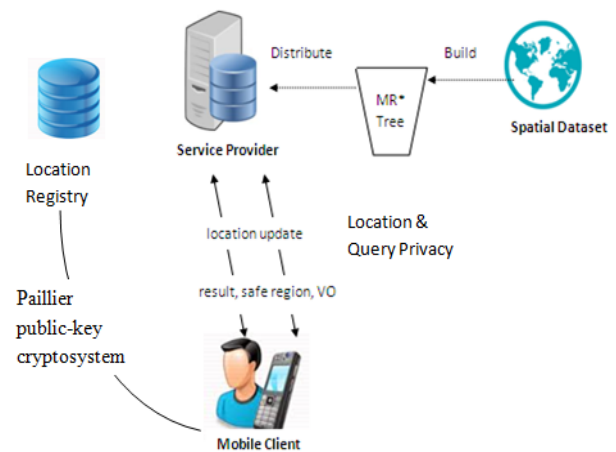 Distribute
Build
MR*
Tree
Spatial Dataset
Service Provider
Location
Registry
Location &
Query Privacy
location update
result, safe region, VO
Paillier
public-key
cryptosystem
Mobile Client